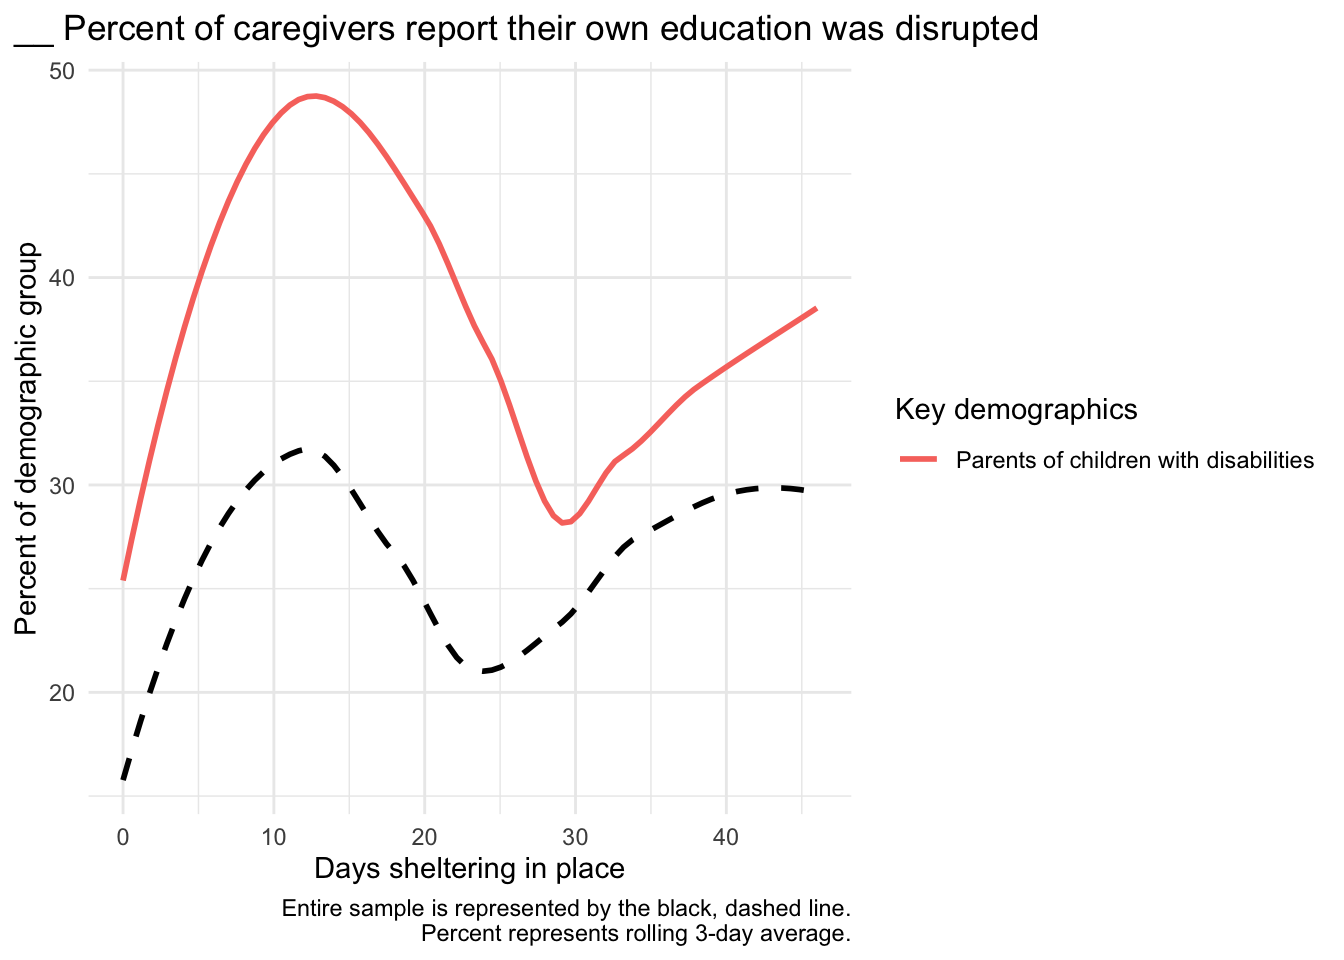 __ Percent of caregivers report their own education was disrupted
50
40
30
20
Percent of demographic group
0 10 20 30 40
Days sheltering in place
Key demographics
Parents of children with disabilities
Entire sample is represented by the black, dashed line.
Percent represents rolling 3-day average.